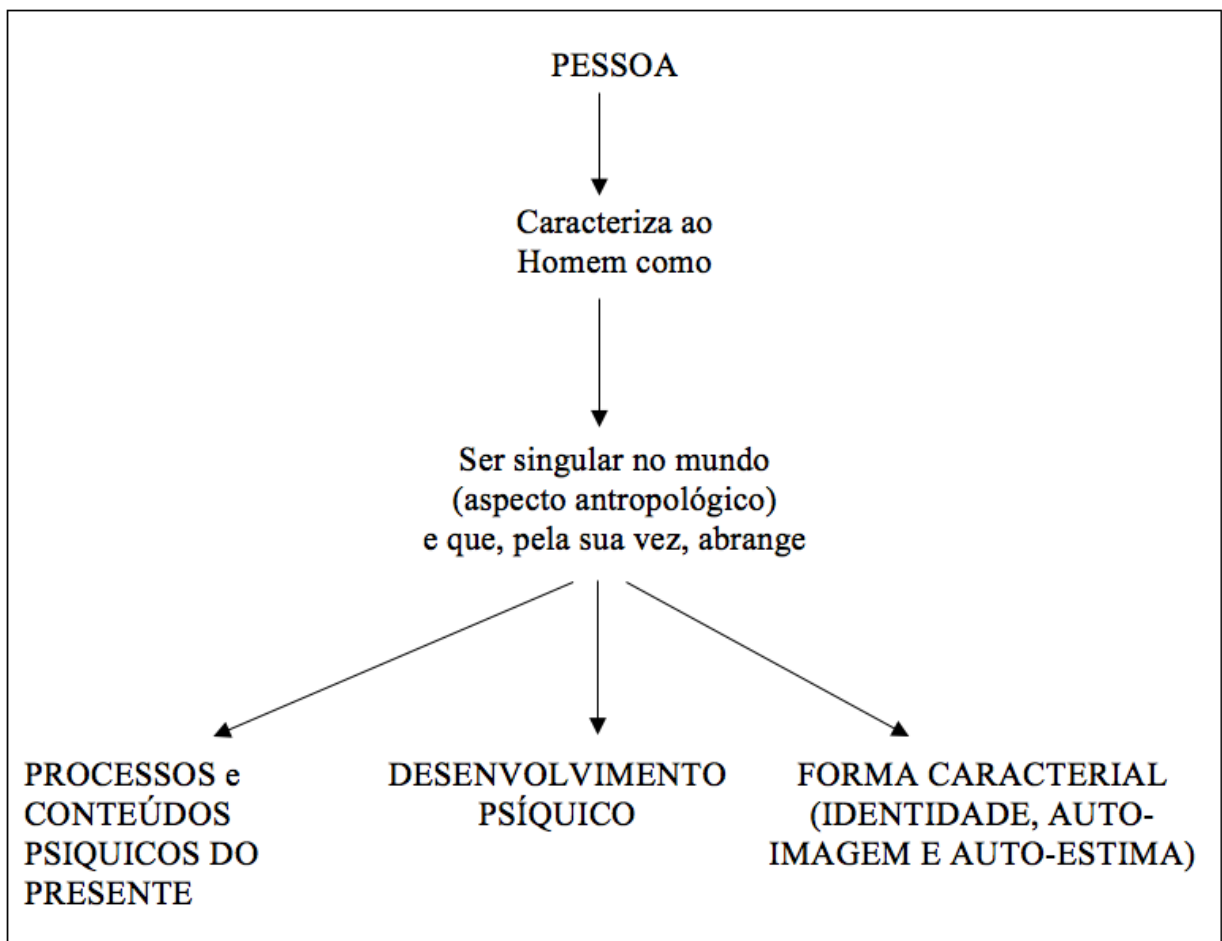 PESSOA
Caracteriza ao
Homem como
Ser singular no mundo
(aspecto antropológico)
e que, pela sua vez, abrange
PROCESSOS e
CONTEÚDOS
PSIQUICOS DO
PRESENTE
DESENVOLVIMENTO
PSÍQUICO
FORMA CARACTERIAL
(IDENTIDADE, AUTO-
IMAGEM E AUTO-ESTIMA)